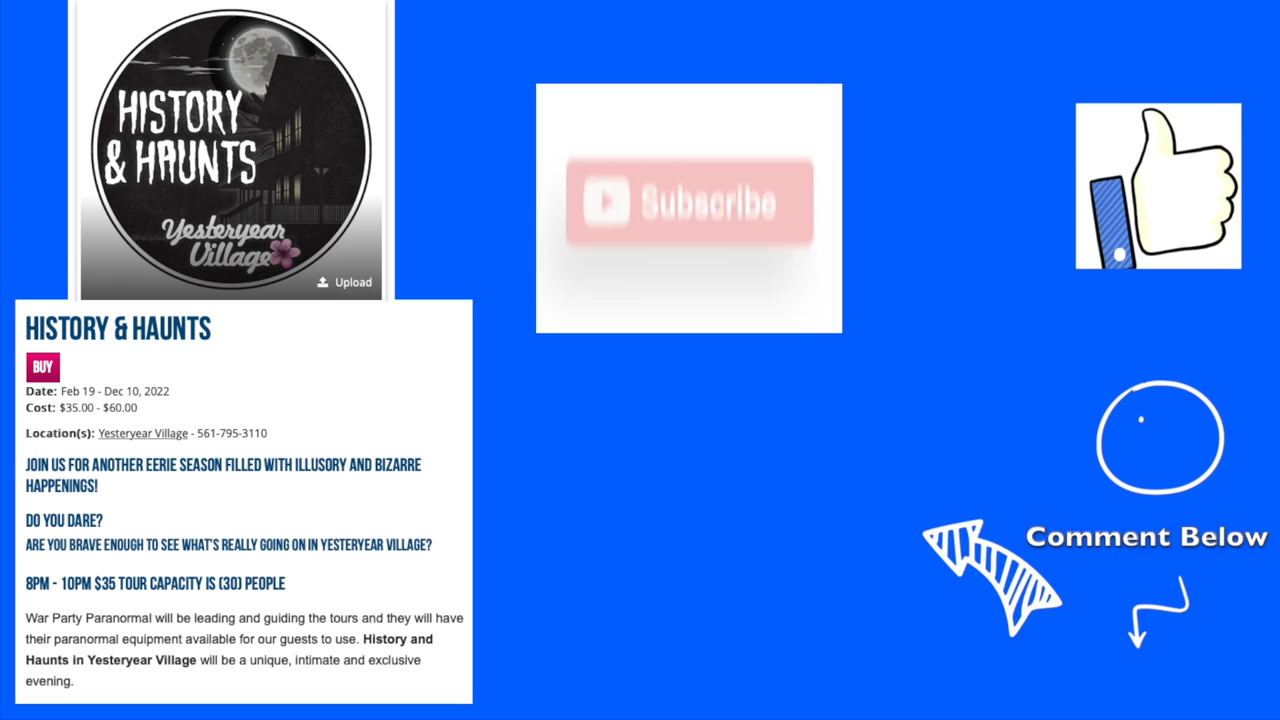 HISTORY
& HAUNTS
Yesteryear
Village
Upload
HISTORY & HAUNTS
BUY
Date: Feb 19 - Dec 10, 2022
Cost: $35.00 - $60.00
Location(s): Yesteryear Village - 561-795-3110
JOIN US FOR ANOTHER EERIE SEASON FILLED WITH ILLUSORY AND BIZARRE
HAPPENINGS!
DO YOU DARE?
ARE YOU BRAVE ENOUGH TO SEE WHAT'S REALLY GOING ON IN YESTERYEAR VILLAGE?
8PM - 10PM $35 TOUR CAPACITY IS (30) PEOPLE
War Party Paranormal will be leading and guiding the tours and they will have
their paranormal equipment available for our guests to use. History and
Haunts in Yesteryear Village will be a unique, intimate and exclusive
evening.
Subscribe
Comment Below